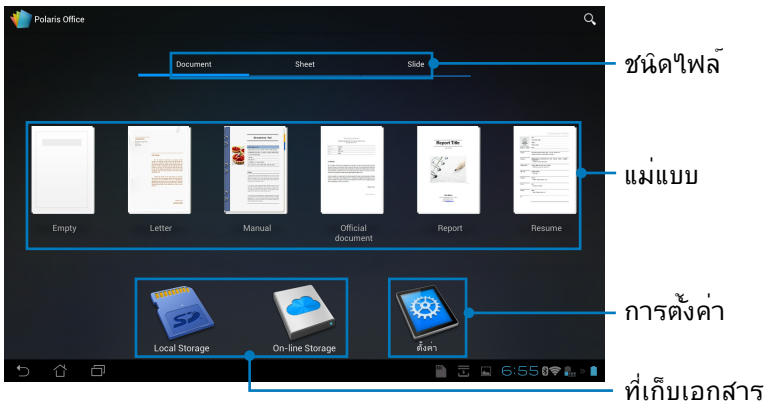 Polaris Office
Document Sheet Slide
ชนิดไฟล์
Report Title
แม่แบบ
Empty Letter Manual Official document Report Resume
การตั้งค่า
Local Storage On-line Storage ตั้งค่า
6:55
ที่เก็บเอกสาร